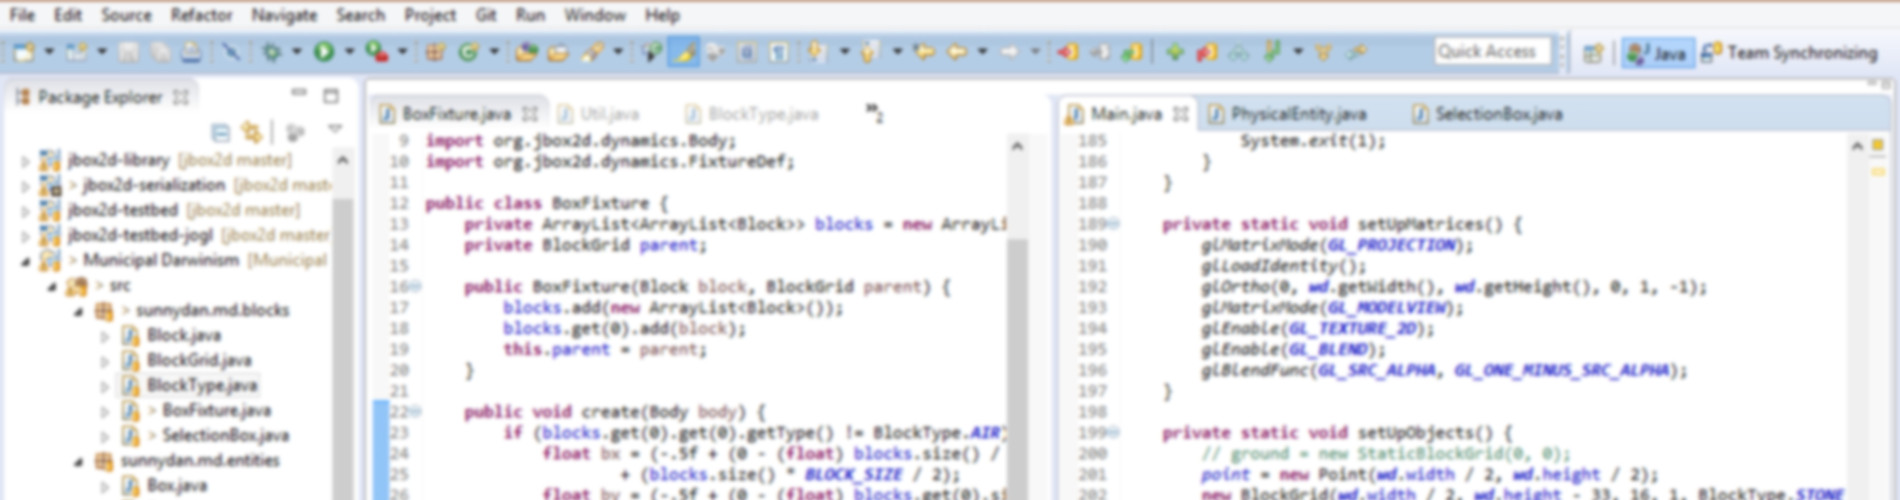 File Edit Source Refactor Navigate Search Project Git Run Window Help
Quick Access
Java
Team Synchronizing
Package Explorer
jbox2d-library [jbox2d master]
> jbox2d-serialization [jbox2d mast
jbox2d-testbed [jbox2d master]
jbox2d-testbed-jogl [jbox2d master
> Municipal Darwinism [Municipal
> src
> sunnydan.md.blocks
Block.java
BlockGrid.java
BlockType.java
> BoxFixture.java
> SelectionBox.java
sunnydan.md.entities
Box.java
BoxFixture.java Util.java BlockType.java »2
9 import org.jbox2d.dynamics.Body;
10 import org.jbox2d.dynamics.FixtureDef;
11
12 public class BoxFixture {
13 private ArrayList<ArrayList<Block>> blocks = new ArrayLi
14 private BlockGrid parent;
15
16 public BoxFixture(Block block, BlockGrid parent) {
17 blocks.add(new ArrayList<Block>());
18 blocks.get(0).add(block);
19 this.parent = parent;
20 }
21
22 public void create(Body body) {
23 if (blocks.get(0).get(0).getType() != BlockType.AIR)
24 float bx = (-.5f + (0 - (float) blocks.size() /
25 + (blocks.size() * BLOCK_SIZE / 2);
26 float by = (-.5f + (0 - (float) blocks.get(0).si
Main.java PhysicalEntity.java SelectionBox.java
185 System.exit(1);
186 }
187 }
188
189 private static void setUpMatrices() {
190 glMatrixMode(GL_PROJECTION);
191 glLoadIdentity();
192 glOrtho(0, wd.getWidth(), wd.getHeight(), 0, 1, -1);
193 glMatrixMode(GL_MODELVIEW);
194 glEnable(GL_TEXTURE_2D);
195 glEnable(GL_BLEND);
196 glBlendFunc(GL_SRC_ALPHA, GL_ONE_MINUS_SRC_ALPHA);
197 }
198
199 private static void setUpObjects() {
200 // ground = new StaticBlockGrid(0, 0);
201 point = new Point(wd.width / 2, wd.height / 2);
202 new BlockGrid(wd.width / 2, wd.height - 33, 16, 1, BlockType.STONE